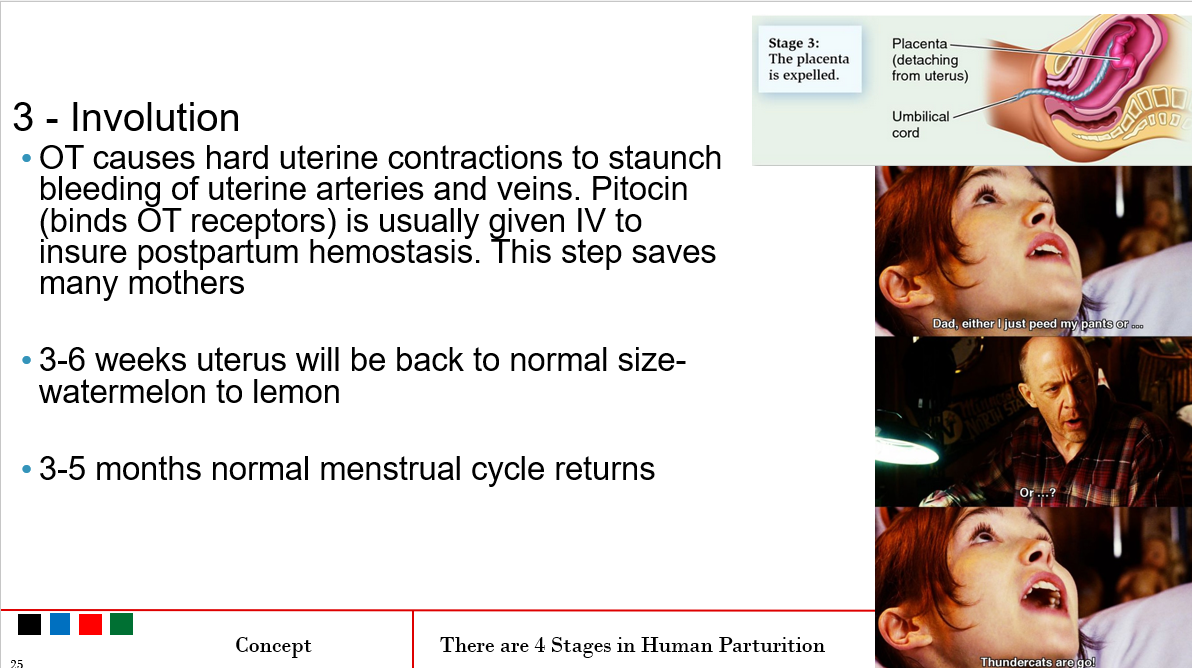 Stage 3:
The placenta
is expelled.
Placenta
(detaching
from uterus)
Umbilical
cord
3 - Involution
• OT causes hard uterine contractions to staunch
bleeding of uterine arteries and veins. Pitocin
(binds OT receptors) is usually given IV to
insure postpartum hemostasis. This step saves
many mothers
• 3-6 weeks uterus will be back to normal size-
watermelon to lemon
• 3-5 months normal menstrual cycle returns
Dad, either I just peed my pants or ...
Or ...?
Thundercats are go!
Concept
There are 4 Stages in Human Parturition
25